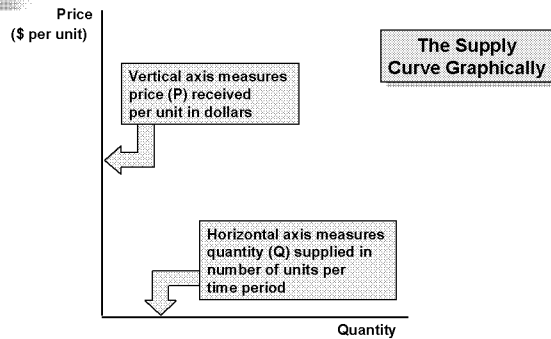 Price
($ per unit)
The Supply
Curve Graphically
Vertical axis measures
price (P) received
per unit in dollars
Horizontal axis measures
quantity (Q) supplied in
number of units per
time period
Quantity